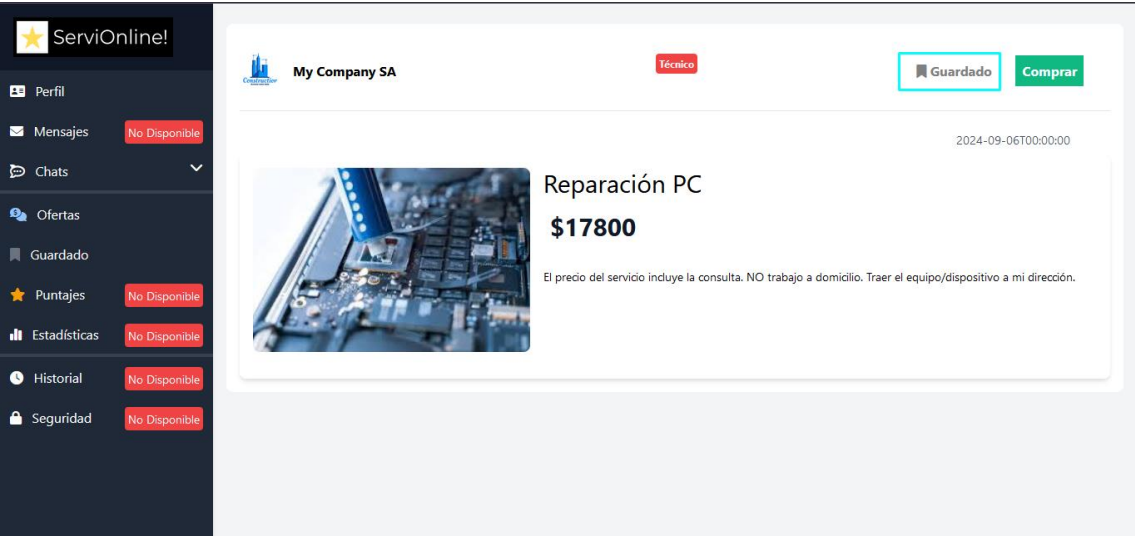 ServiOnline!
Perfil
Mensajes No Disponible
Chats
Ofertas
Guardado
Puntajes No Disponible
Estadísticas No Disponible
Historial No Disponible
Seguridad No Disponible
Construction
My Company SA
Técnico
Guardado
Comprar
2024-09-06T00:00:00
Reparación PC
$17800
El precio del servicio incluye la consulta. NO trabajo a domicilio. Traer el equipo/dispositivo a mi dirección.